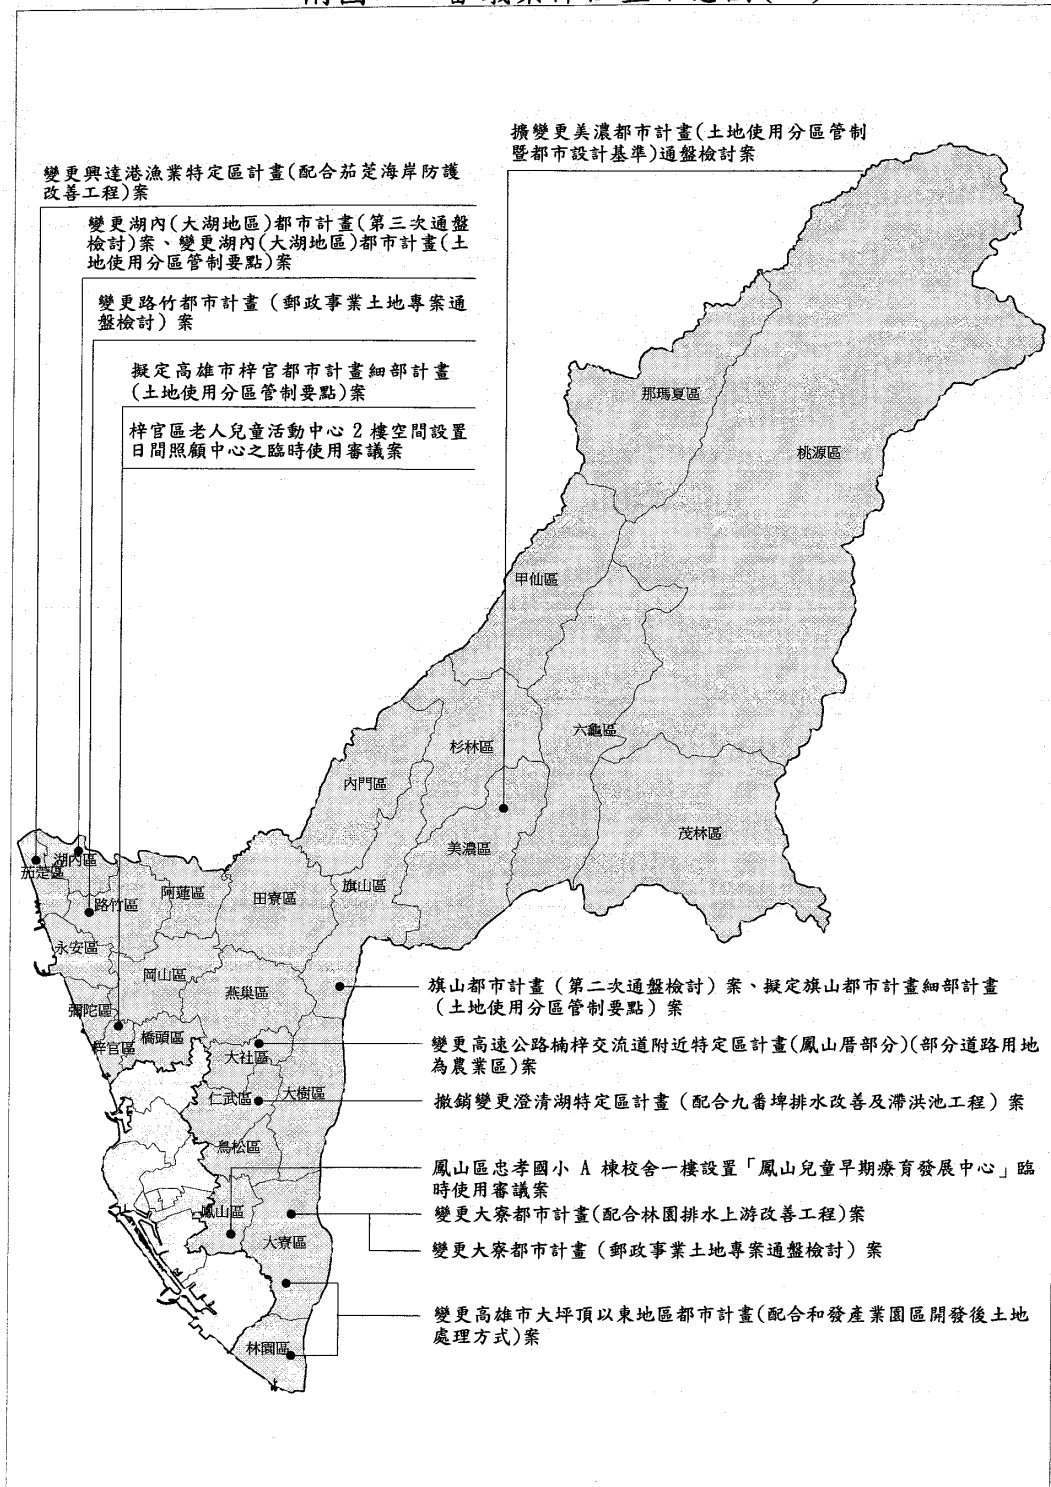 擴變更美濃都市計畫(土地使用分區管制
暨都市設計基準)通盤檢討案
變更興達港漁業特定區計畫(配合茄萣海岸防護
改善工程)案
變更湖內(大湖地區)都市計畫(第三次通盤
檢討)案、變更湖內(大湖地區)都市計畫(土
地使用分區管制要點)案
變更路竹都市計畫（郵政事業土地專案通
盤檢討）案
擬定高雄市梓官都市計畫細部計畫
(土地使用分區管制要點)案
梓官區老人兒童活動中心 2 樓空間設置
日間照顧中心之臨時使用審議案
那瑪夏區
桃源區
甲仙區
六龜區
杉林區
內門區
茂林區
美濃區
湖內區
茄萣區
阿蓮區
田寮區
旗山區
路竹區
永安區
岡山區
燕巢區
彌陀區
梓官區
橋頭區
大社區
仁武區
大樹區
鳥松區
鳳山區
大寮區
林園區
旗山都市計畫（第二次通盤檢討）案、擬定旗山都市計畫細部計畫
（土地使用分區管制要點）案
變更高速公路楠梓交流道附近特定區計畫(鳳山厝部分)(部分道路用地
為農業區)案
撤銷變更澄清湖特定區計畫（配合九番埤排水改善及滯洪池工程）案
鳳山區忠孝國小 A 棟校舍一樓設置「鳳山兒童早期療育發展中心」臨
時使用審議案
變更大寮都市計畫(配合林園排水上游改善工程)案
變更大寮都市計畫（郵政事業土地專案通盤檢討）案
變更高雄市大坪頂以東地區都市計畫(配合和發產業園區開發後土地
處理方式)案